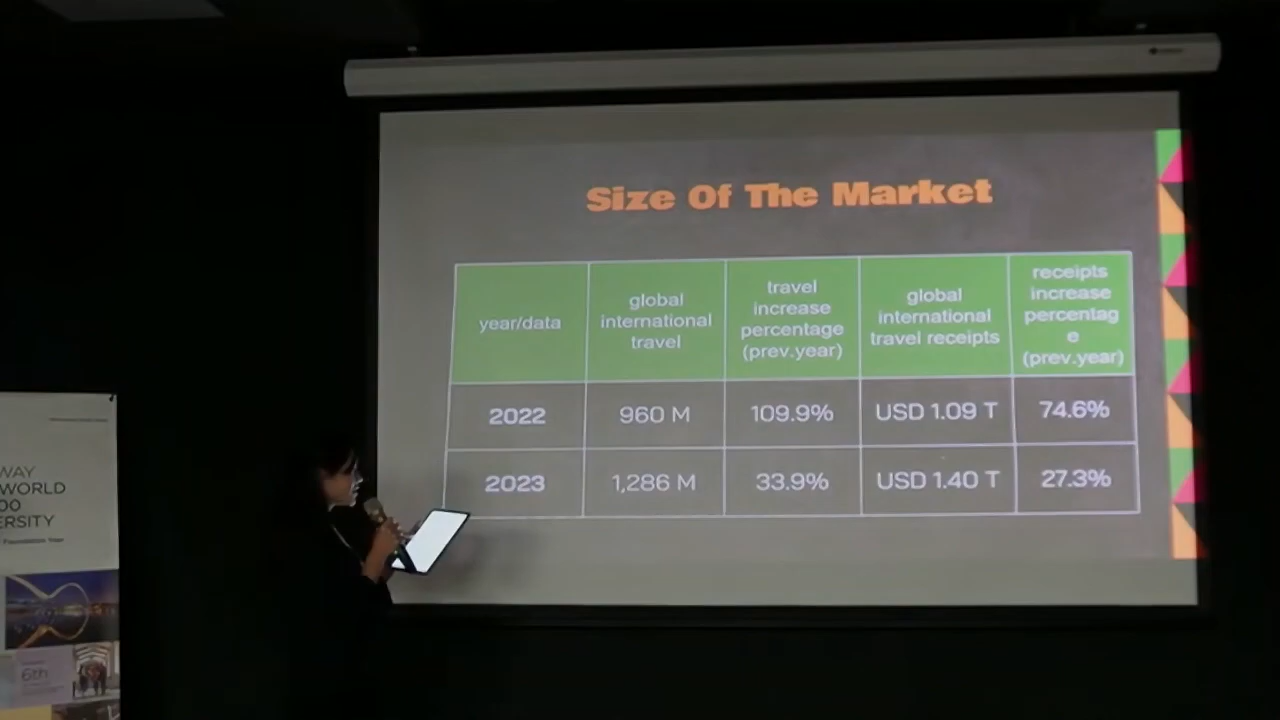 Size Of The Market
year/data
global
international
travel
travel
increase
percentage
(prev.year)
global
international
travel receipts
receipts
increase
percentag
e
(prev.year)
2022
960 M
109.9%
USD 1.09 T
74.6%
2023
1,286 M
33.9%
USD 1.40 T
27.3%
WAY
WORLD
00
ERSITY
Foundation Year
6th